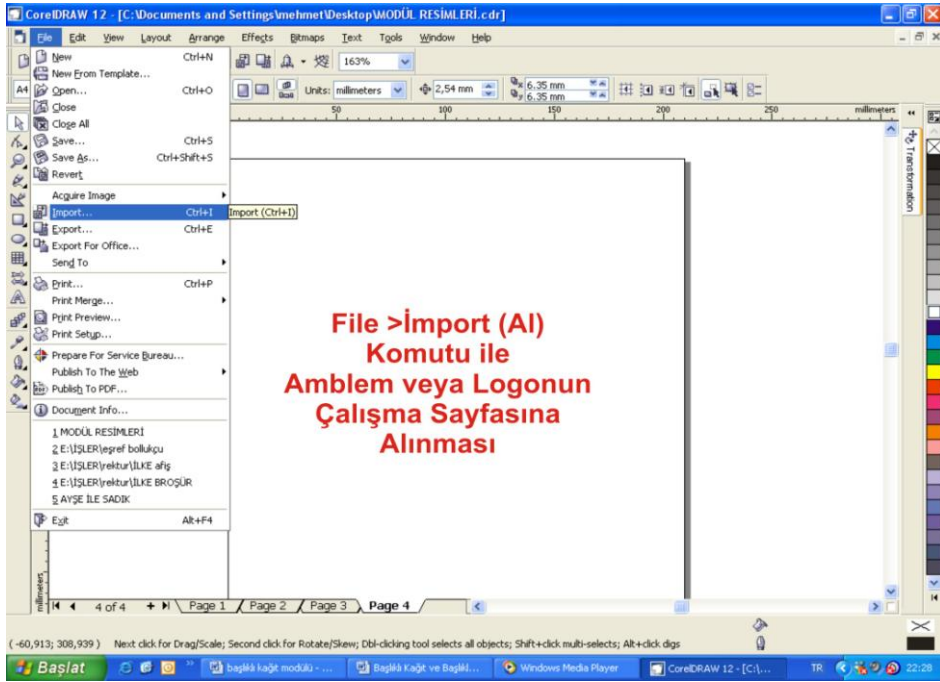 CorelDRAW 12 - [C:\Documents and Settings\mehmet\Desktop\MODÜL RESİMLERİ.cdr]
File Edit View Layout Arrange Effects Bitmaps Text Tools Window Help
163%
A4
Units: millimeters
2,54 mm
6.35 mm
6.35 mm
New Ctrl+N
New From Template...
Open... Ctrl+O
Close
Close All
Save... Ctrl+S
Save As... Ctrl+Shift+S
Revert
Acquire Image
Import... Ctrl+I
Import (Ctrl+I)
Export... Ctrl+E
Export For Office...
Send To
Print... Ctrl+P
Print Merge...
Print Preview...
Print Setup...
Prepare For Service Bureau...
Publish To The Web
Publish To PDF...
Document Info...
1 MODÜL RESİMLERİ
2 E:\İŞLER\eşref bollukçu
3 E:\İŞLER\rektur\İLKE afiş
4 E:\İŞLER\rektur\İLKE BROŞÜR
5 AYŞE İLE SADIK
Exit Alt+F4
50 100 150 200 250 millimeters
Transformation
File >İmport (Al)
Komutu ile
Amblem veya Logonun
Çalışma Sayfasına
Alınması
millimeters
4 of 4 Page 1 Page 2 Page 3 Page 4
( -60,913; 308,939 ) Next click for Drag/Scale; Second click for Rotate/Skew; Dbl-clicking tool selects all objects; Shift+click multi-selects; Alt+click digs
Başlat
başlıklı kağıt modülü - ...
Başlıklı Kağıt ve Başlıkl...
Windows Media Player
CorelDRAW 12 - [C:\...
TR 22:28